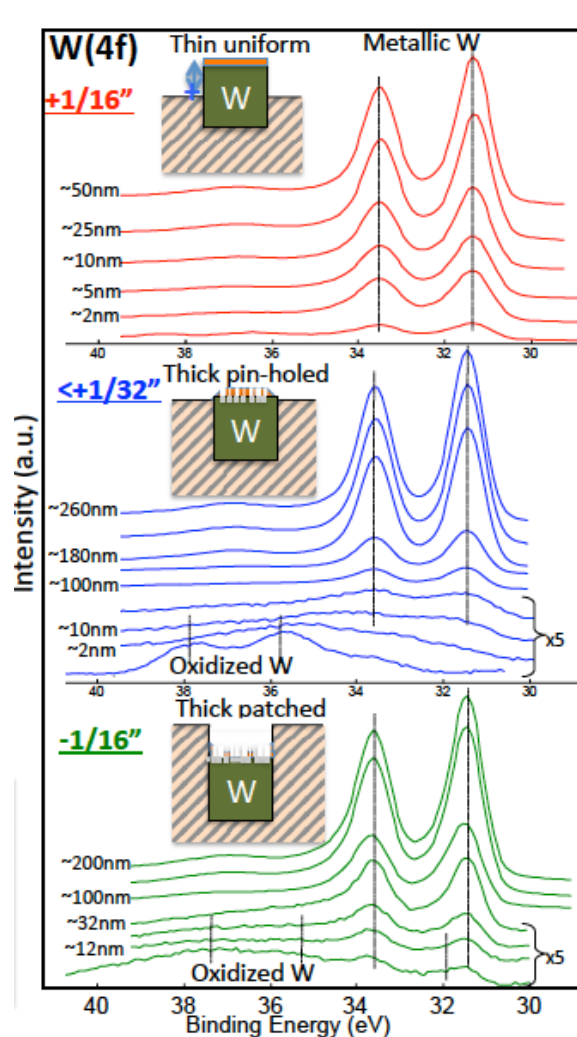 W(4f)
Thin uniform
Metallic W
+1/16”
W
~50nm
~25nm
~10nm
~5nm
~2nm
40 38 36 34 32 30
<+1/32”
Thick pin-holed
W
~260nm
~180nm
~100nm
~10nm
~2nm
x5
Oxidized W
40 38 36 34 32 30
-1/16”
Thick patched
W
~200nm
~100nm
~32nm
~12nm
x5
Oxidized W
40 38 36 34 32 30
Binding Energy (eV)
Intensity (a.u.)